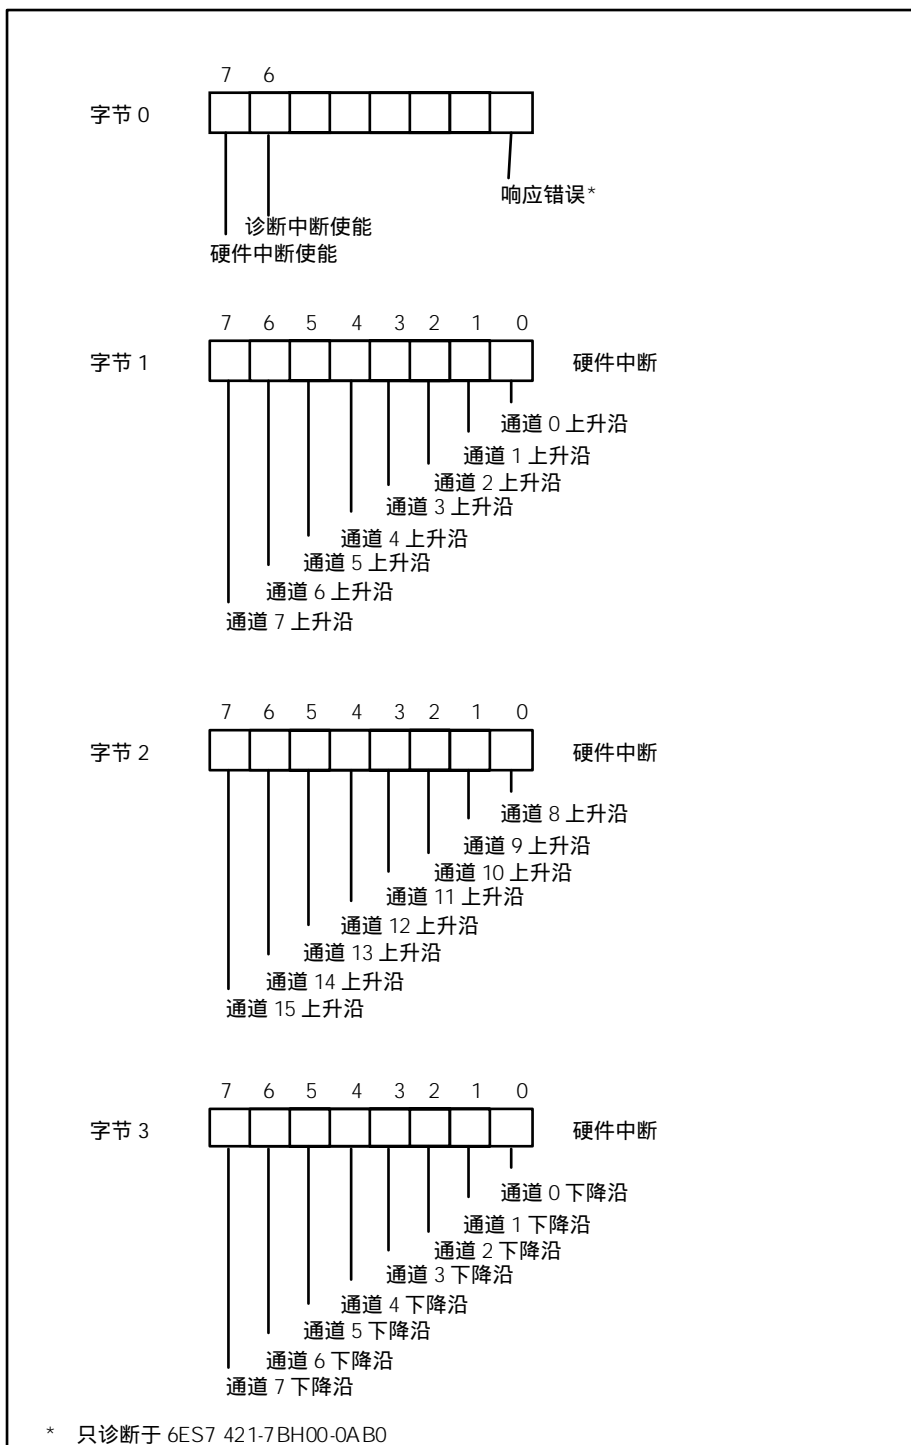 7 6
字节 0
响应错误*
诊断中断使能
硬件中断使能
7 6 5 4 3 2 1 0
字节 1 硬件中断
通道 0 上升沿
通道 1 上升沿
通道 2 上升沿
通道 3 上升沿
通道 4 上升沿
通道 5 上升沿
通道 6 上升沿
通道 7 上升沿
7 6 5 4 3 2 1 0
字节 2 硬件中断
通道 8 上升沿
通道 9 上升沿
通道 10 上升沿
通道 11 上升沿
通道 12 上升沿
通道 13 上升沿
通道 14 上升沿
通道 15 上升沿
7 6 5 4 3 2 1 0
字节 3 硬件中断
通道 0 下降沿
通道 1 下降沿
通道 2 下降沿
通道 3 下降沿
通道 4 下降沿
通道 5 下降沿
通道 6 下降沿
通道 7 下降沿
* 只诊断于 6ES7 421-7BH00-0AB0